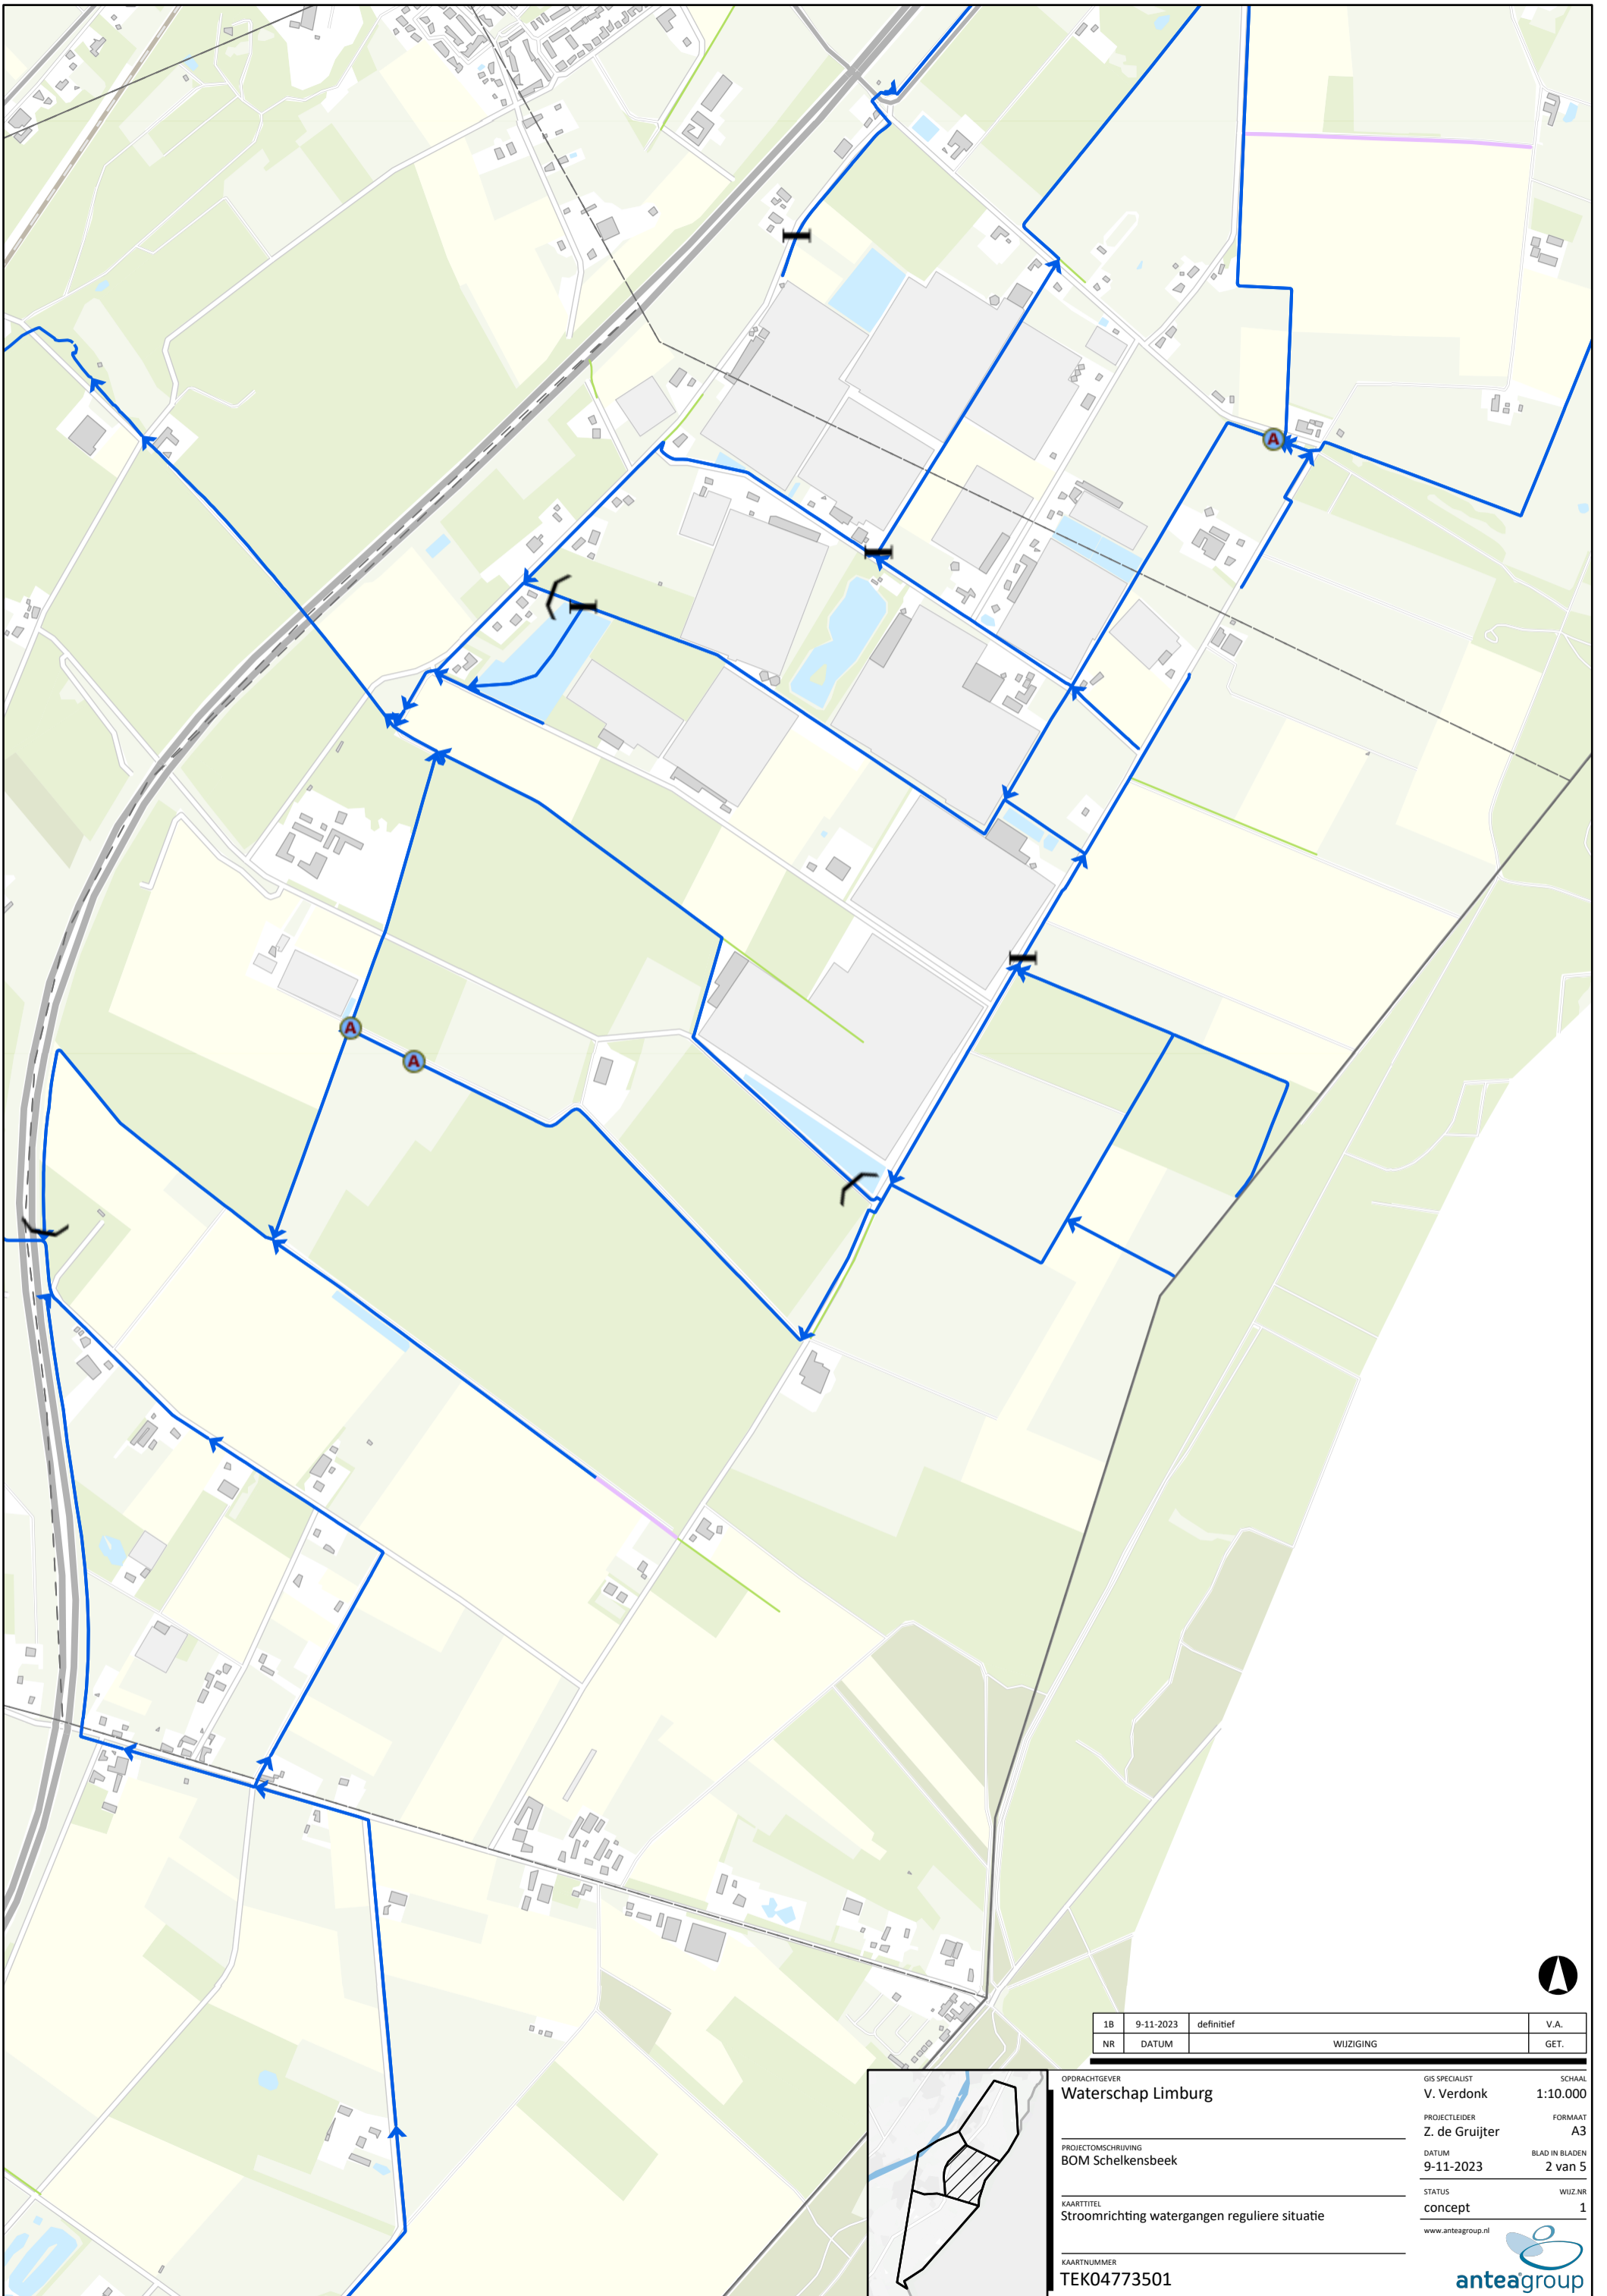 A
A
A
1B 9-11-2023 definitief V.A.
NR DATUM WIJZIGING GET.
OPDRACHTGEVER
Waterschap Limburg
GIS SPECIALIST SCHAAL
V. Verdonk 1:10.000
PROJECTLEIDER FORMAAT
Z. de Gruijter A3
PROJECTOMSCHRIJVING
BOM Schelkensbeek
DATUM BLAD IN BLADEN
9-11-2023 2 van 5
STATUS WIJZ.NR
concept 1
KAARTTITEL
Stroomrichting watergangen reguliere situatie
www.anteagroup.nl
KAARTNUMMER
TEK04773501
anteagroup